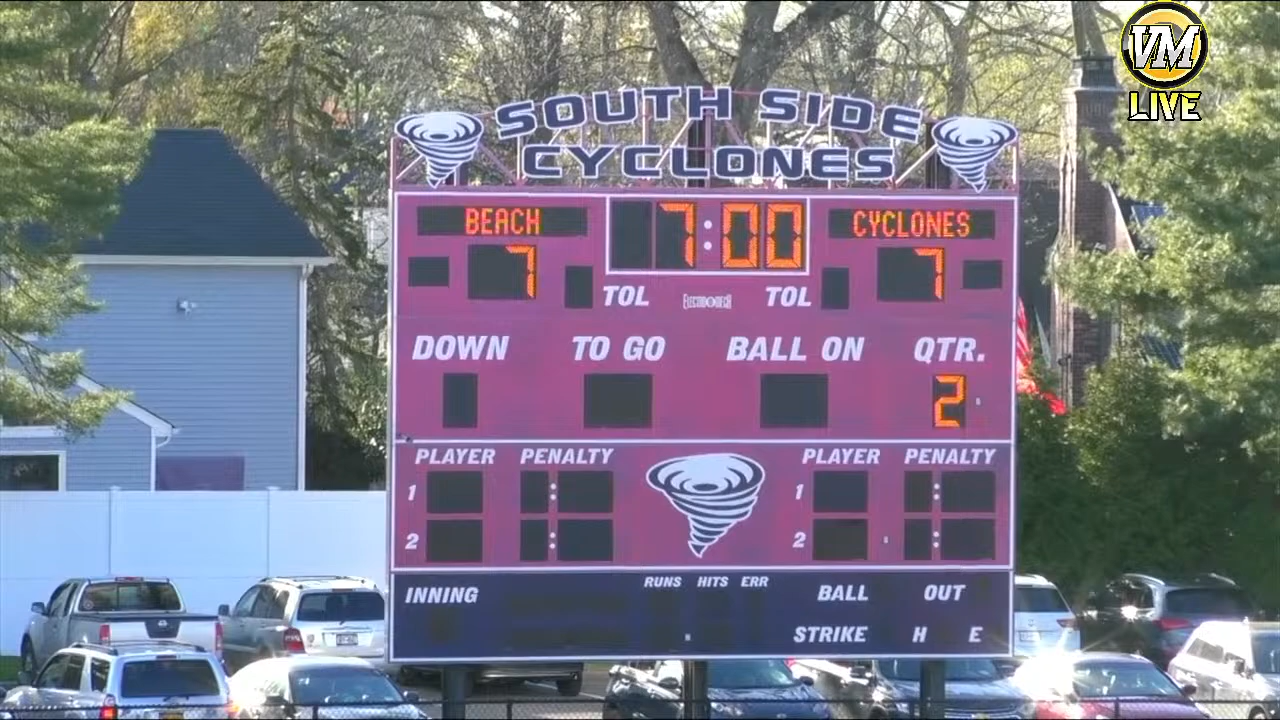 VM
LIVE
SOUTH SIDE
CYCLONES
BEACH 7:00 CYCLONES
7 7
TOL TOL
DOWN TO GO BALL ON QTR.
2
PLAYER PENALTY PLAYER PENALTY
1 : 1 :
2 : 2 :
RUNS HITS ERR
INNING BALL OUT
STRIKE H E